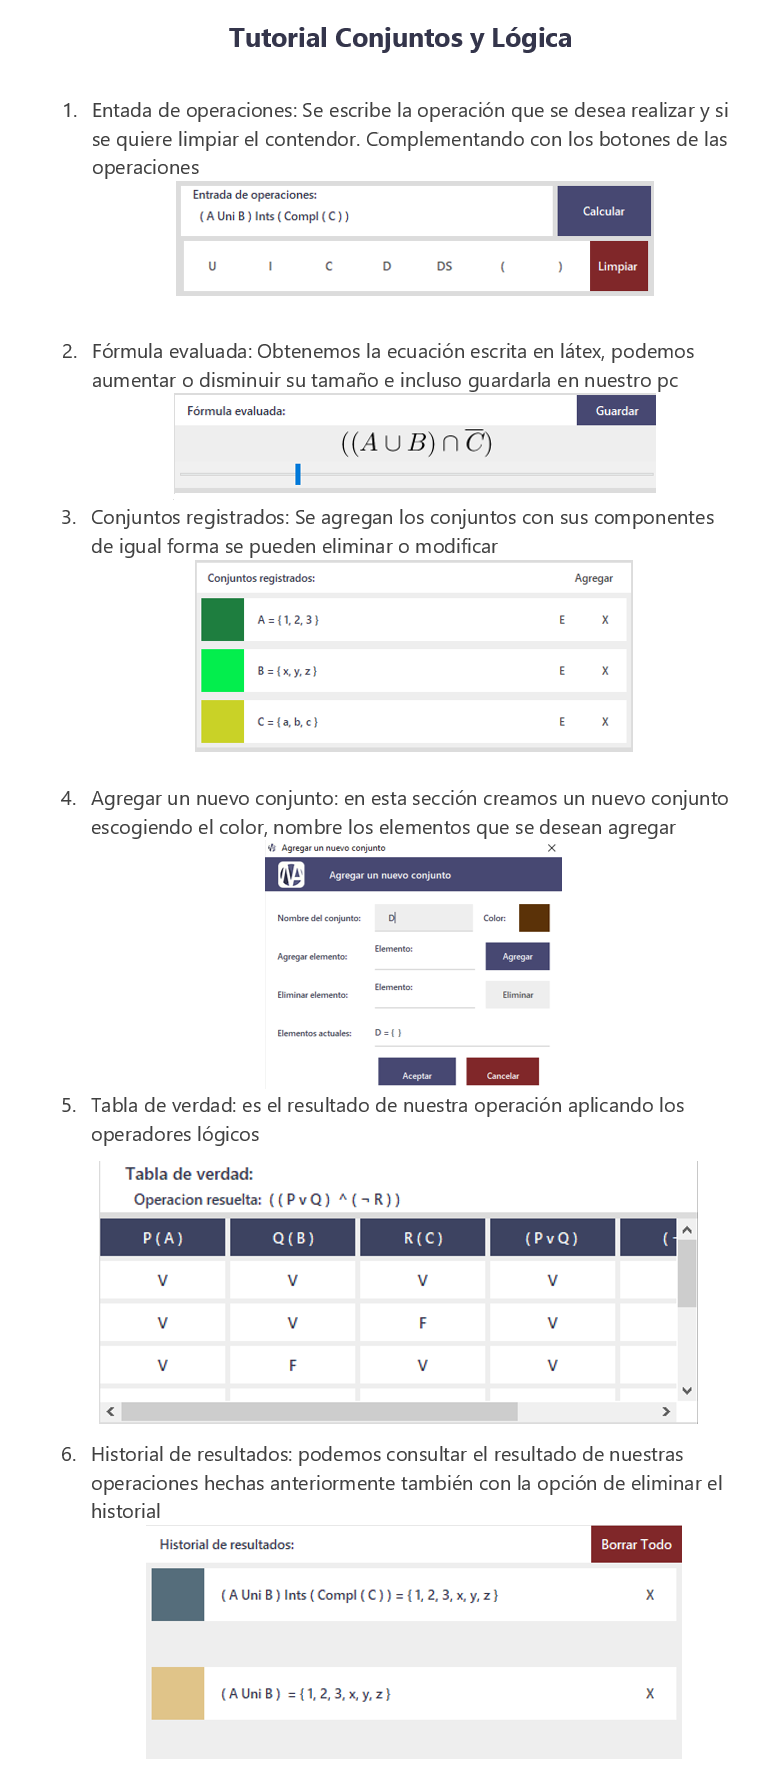 Tutorial Conjuntos y Lógica
1. Entada de operaciones: Se escribe la operación que se desea realizar y si
se quiere limpiar el contendor. Complementando con los botones de las
operaciones
Entrada de operaciones:
( A Uni B ) Ints ( Compl ( C ) )
Calcular
U I C D DS ( ) Limpiar
2. Fórmula evaluada: Obtenemos la ecuación escrita en látex, podemos
aumentar o disminuir su tamaño e incluso guardarla en nuestro pc
Fórmula evaluada: Guardar
((A ∪ B) ∩ C̅)
3. Conjuntos registrados: Se agregan los conjuntos con sus componentes
de igual forma se pueden eliminar o modificar
Conjuntos registrados: Agregar
A = { 1, 2, 3 } E X
B = { x, y, z } E X
C = { a, b, c } E X
4. Agregar un nuevo conjunto: en esta sección creamos un nuevo conjunto
escogiendo el color, nombre los elementos que se desean agregar
Agregar un nuevo conjunto
Agregar un nuevo conjunto
Nombre del conjunto: D Color:
Agregar elemento: Elemento: Agregar
Eliminar elemento: Elemento: Eliminar
Elementos actuales: D = { }
Aceptar Cancelar
5. Tabla de verdad: es el resultado de nuestra operación aplicando los
operadores lógicos
Tabla de verdad:
Operacion resuelta: ( ( P v Q ) ^ ( ¬ R ) )
P ( A ) Q ( B ) R ( C ) ( P v Q ) ( ¬
V V V V
V V F V
V F V V
6. Historial de resultados: podemos consultar el resultado de nuestras
operaciones hechas anteriormente también con la opción de eliminar el
historial
Historial de resultados: Borrar Todo
( A Uni B ) Ints ( Compl ( C ) ) = { 1, 2, 3, x, y, z } X
( A Uni B ) = { 1, 2, 3, x, y, z } X